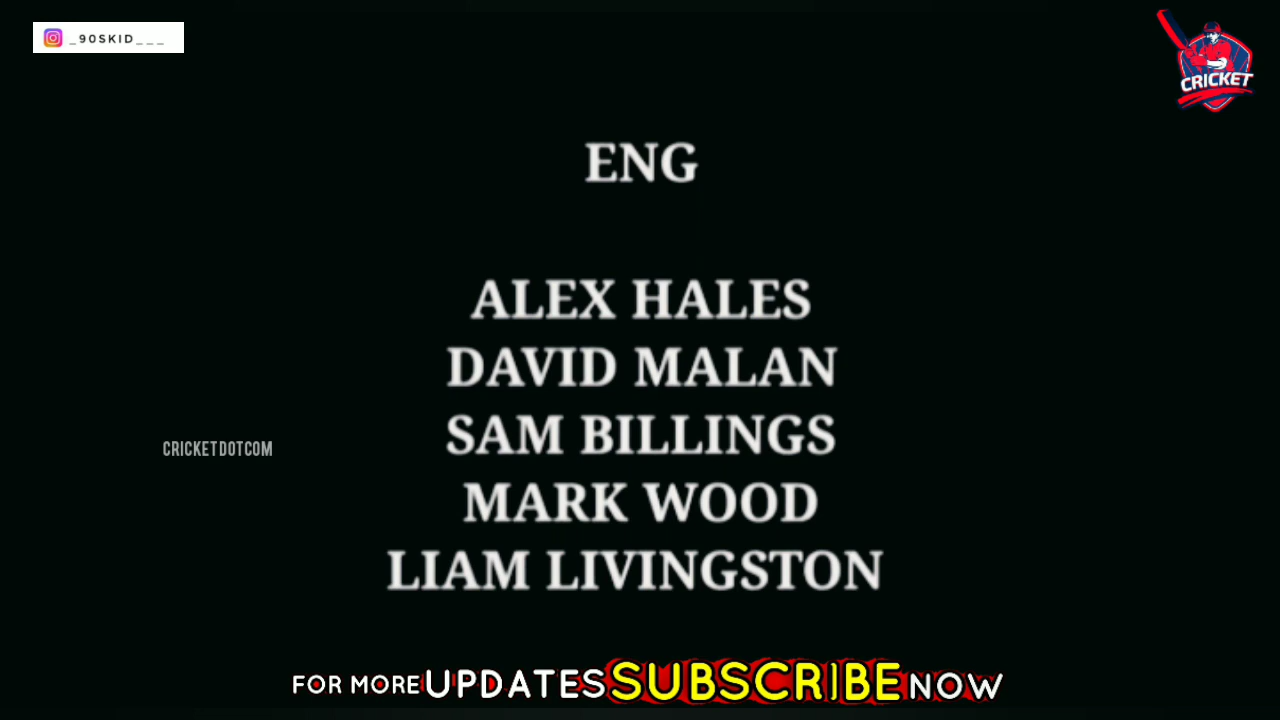 _90SKID___
CRICKET
ENG
ALEX HALES
DAVID MALAN
SAM BILLINGS
CRICKETDOTCOM
MARK WOOD
LIAM LIVINGSTON
FOR MORE UPDATES SUBSCRIBE NOW